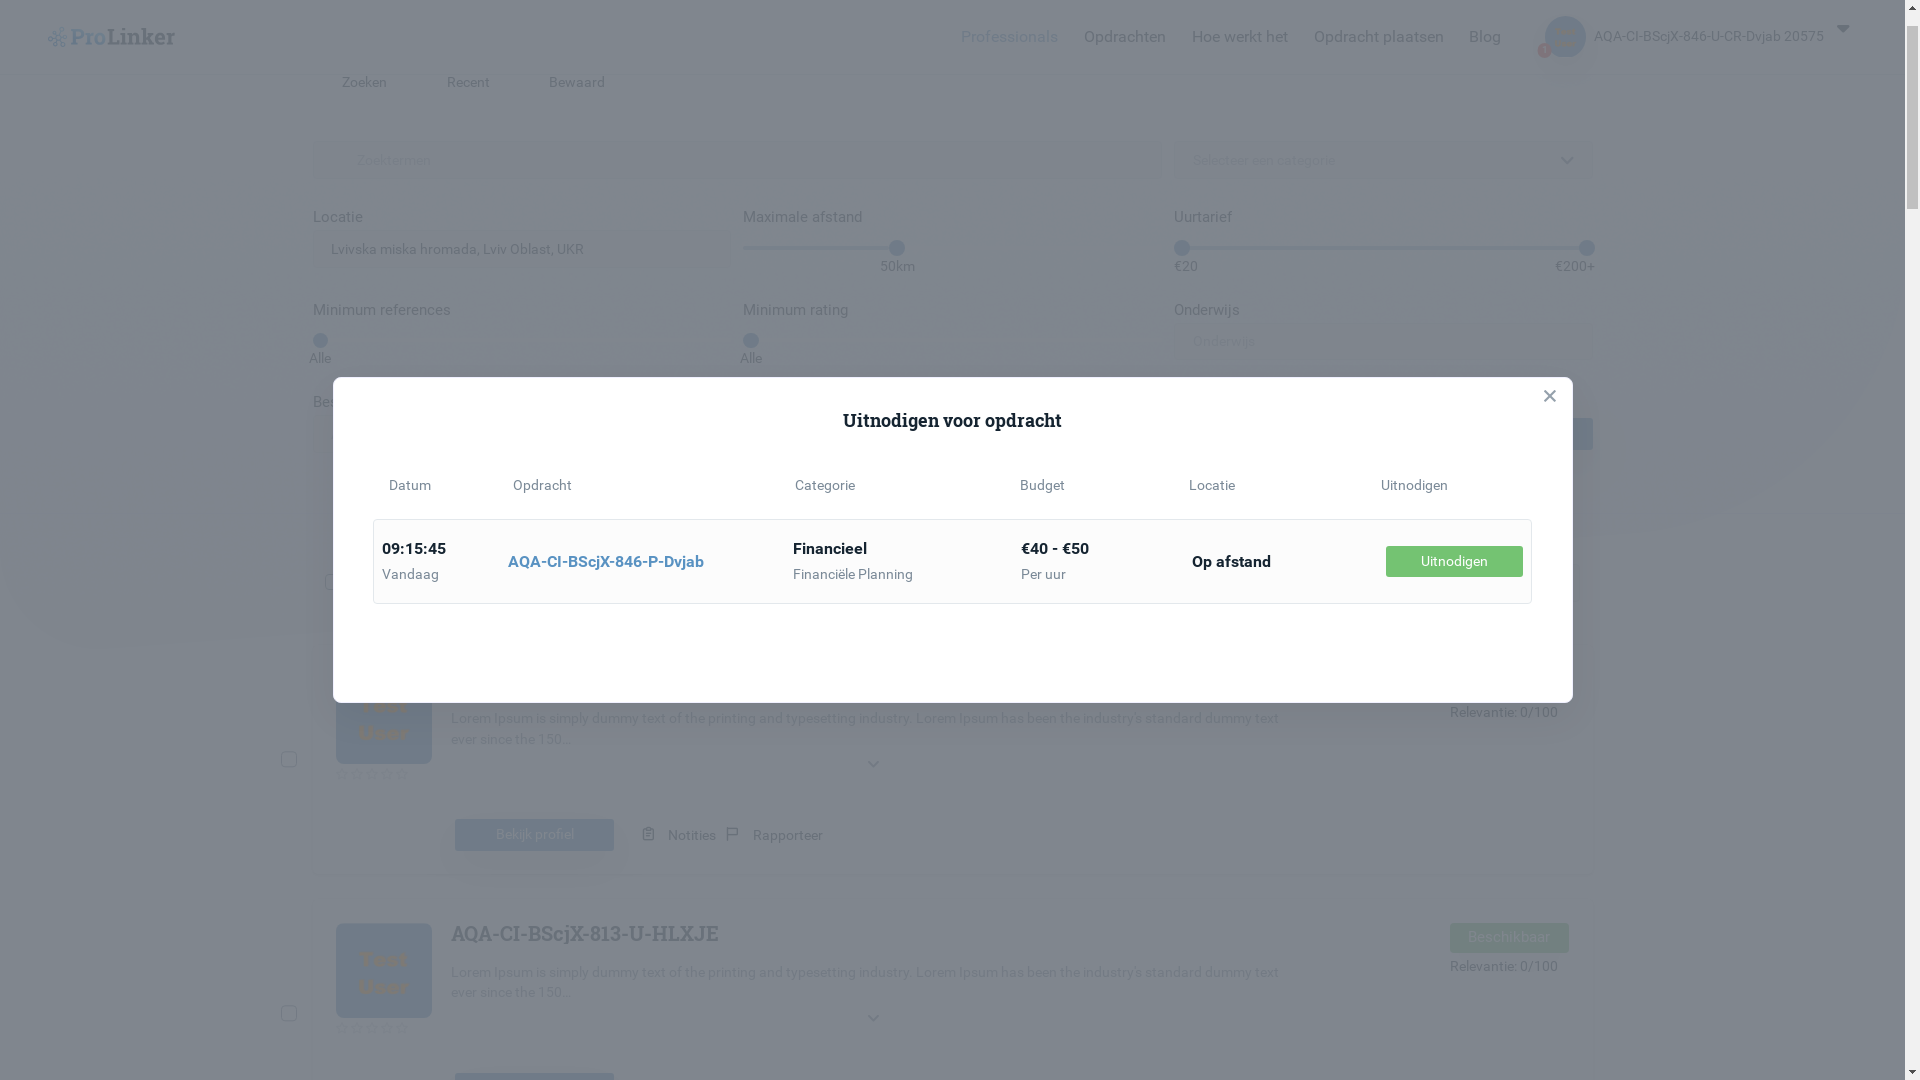 ProLinker
Professionals Opdrachten Hoe werkt het Opdracht plaatsen Blog
1
AQA-CI-BScjX-846-U-CR-Dvjab 20575
Zoeken Recent Bewaard
Zoektermen
Selecteer een categorie
Locatie Maximale afstand Uurtarief
Lvivska miska hromada, Lviv Oblast, UKR
50km €20 €200+
Minimum references Minimum rating Onderwijs
Onderwijs
Alle Alle
Uitnodigen voor opdracht
Datum Opdracht Categorie Budget Locatie Uitnodigen
09:15:45 Financieel €40 - €50
AQA-CI-BScjX-846-P-Dvjab Op afstand Uitnodigen
Vandaag Financiële Planning Per uur
Lorem Ipsum is simply dummy text of the printing and typesetting industry. Lorem Ipsum has been the industry's standard dummy text
ever since the 150...
Relevantie: 0/100
User
Bekijk profiel Notities Rapporteer
AQA-CI-BScjX-813-U-HLXJE
Beschikbaar
Lorem Ipsum is simply dummy text of the printing and typesetting industry. Lorem Ipsum has been the industry's standard dummy text
ever since the 150...
Relevantie: 0/100
Test
User